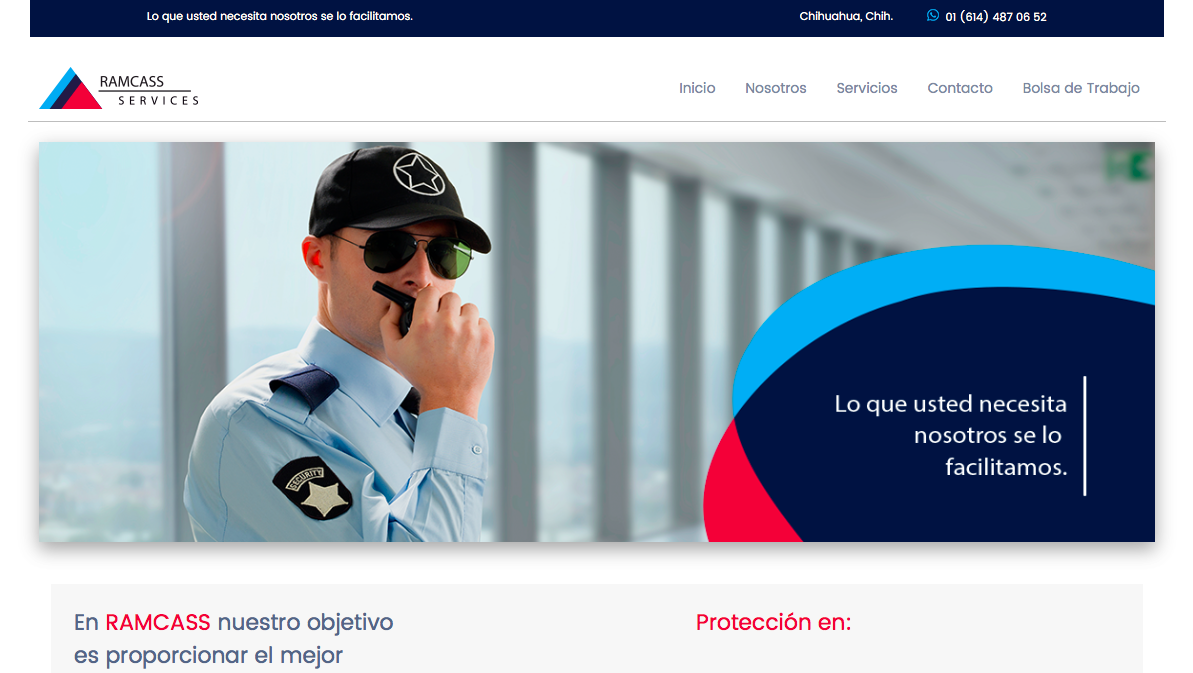 Lo que usted necesita nosotros se lo facilitamos.
Chihuahua, Chih.
01 (614) 487 06 52
RAMCASS
SERVICES
Inicio
Nosotros
Servicios
Contacto
Bolsa de Trabajo
SECURITY
Lo que usted necesita
nosotros se lo
facilitamos.
En RAMCASS nuestro objetivo
es proporcionar el mejor
Protección en: